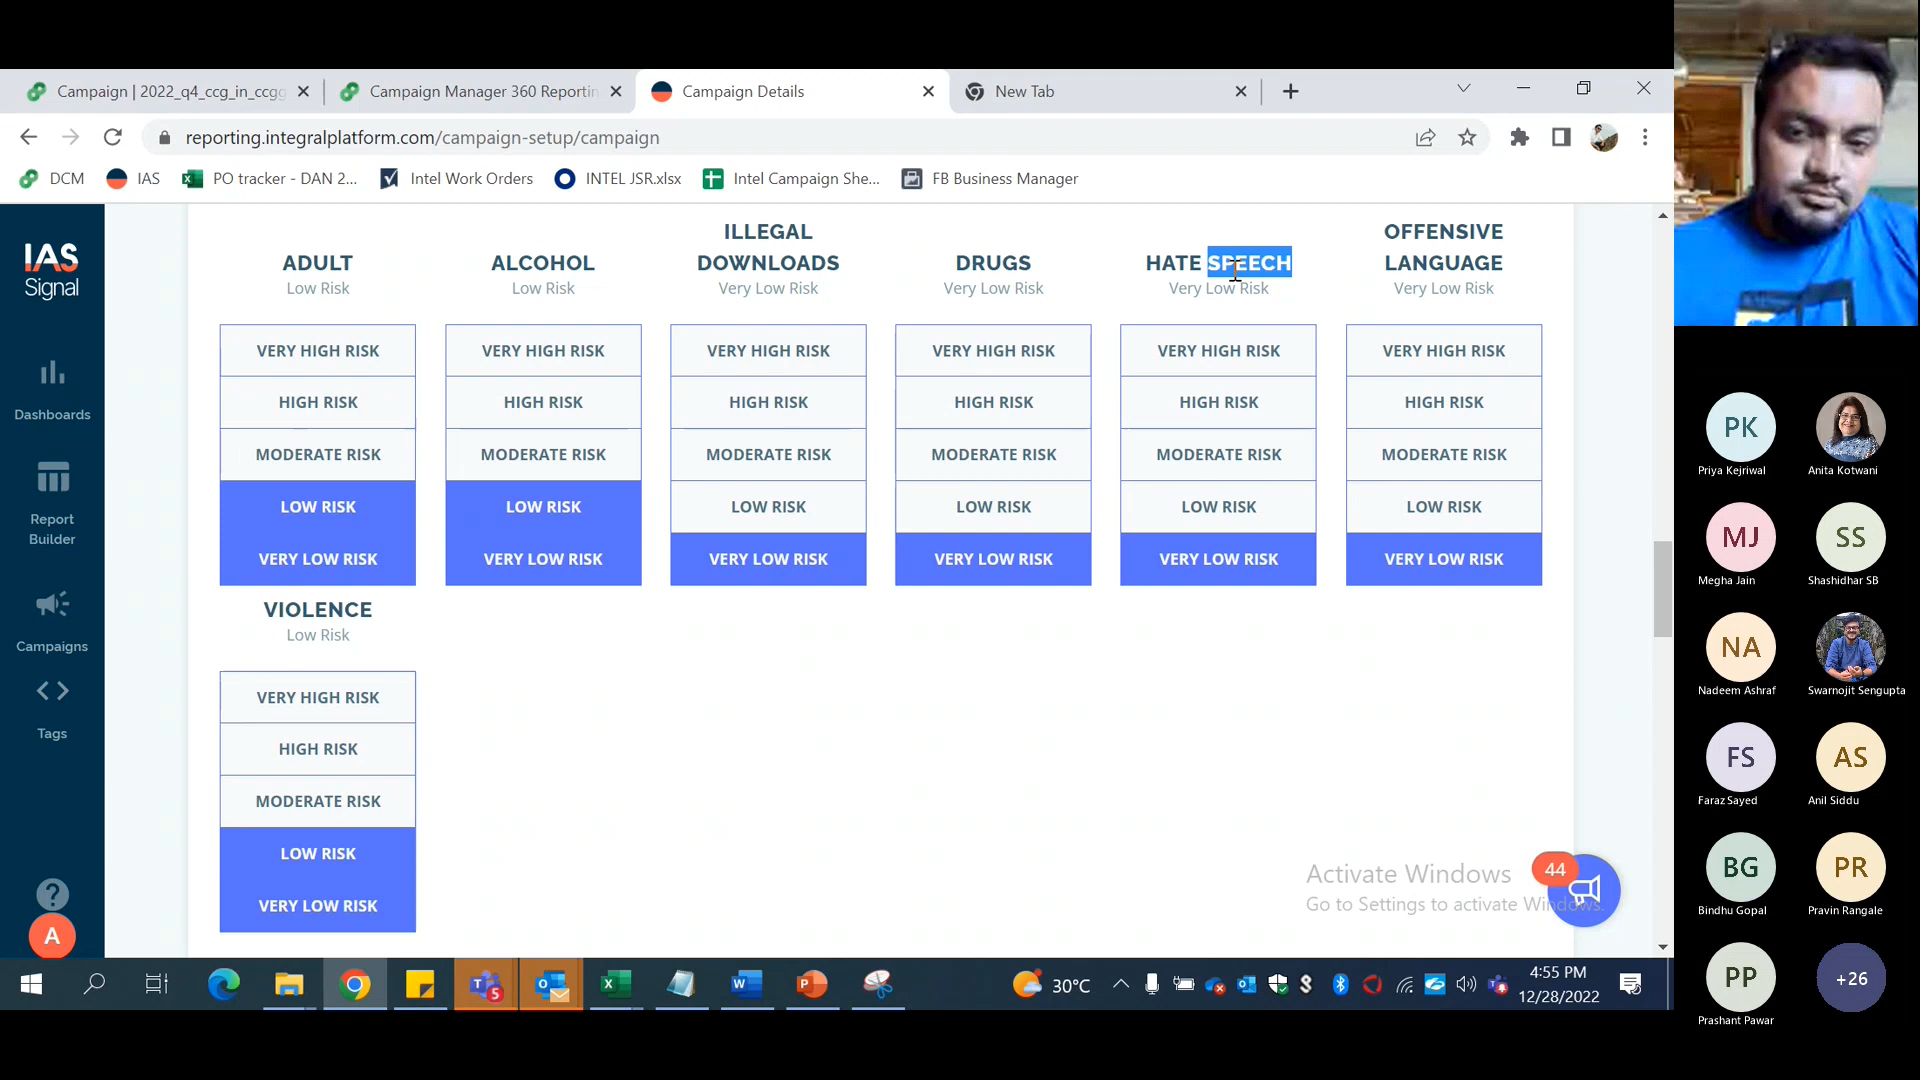 Campaign | 2022_q4_ccg_in_ccgg
Campaign Manager 360 Reportin
Campaign Details
New Tab
reporting.integralplatform.com/campaign-setup/campaign
DCM
IAS
PO tracker - DAN 2...
Intel Work Orders
INTEL JSR.xlsx
Intel Campaign She...
FB Business Manager
IAS
Signal
Dashboards
Report
Builder
Campaigns
Tags
A
ADULT
Low Risk
VERY HIGH RISK
HIGH RISK
MODERATE RISK
LOW RISK
VERY LOW RISK
ALCOHOL
Low Risk
VERY HIGH RISK
HIGH RISK
MODERATE RISK
LOW RISK
VERY LOW RISK
ILLEGAL
DOWNLOADS
Very Low Risk
VERY HIGH RISK
HIGH RISK
MODERATE RISK
LOW RISK
VERY LOW RISK
DRUGS
Very Low Risk
VERY HIGH RISK
HIGH RISK
MODERATE RISK
LOW RISK
VERY LOW RISK
HATE SPEECH
Very Low Risk
VERY HIGH RISK
HIGH RISK
MODERATE RISK
LOW RISK
VERY LOW RISK
OFFENSIVE
LANGUAGE
Very Low Risk
VERY HIGH RISK
HIGH RISK
MODERATE RISK
LOW RISK
VERY LOW RISK
VIOLENCE
Low Risk
VERY HIGH RISK
HIGH RISK
MODERATE RISK
LOW RISK
VERY LOW RISK
Activate Windows
Go to Settings to activate Windows.
44
5
30°C
4:55 PM
12/28/2022
PK
Priya Kejriwal
Anita Kotwani
MJ
Megha Jain
SS
Shashidhar SB
NA
Nadeem Ashraf
Swarnojit Sengupta
FS
Faraz Sayed
AS
Anil Siddu
BG
Bindhu Gopal
PR
Pravin Rangale
PP
Prashant Pawar
+26